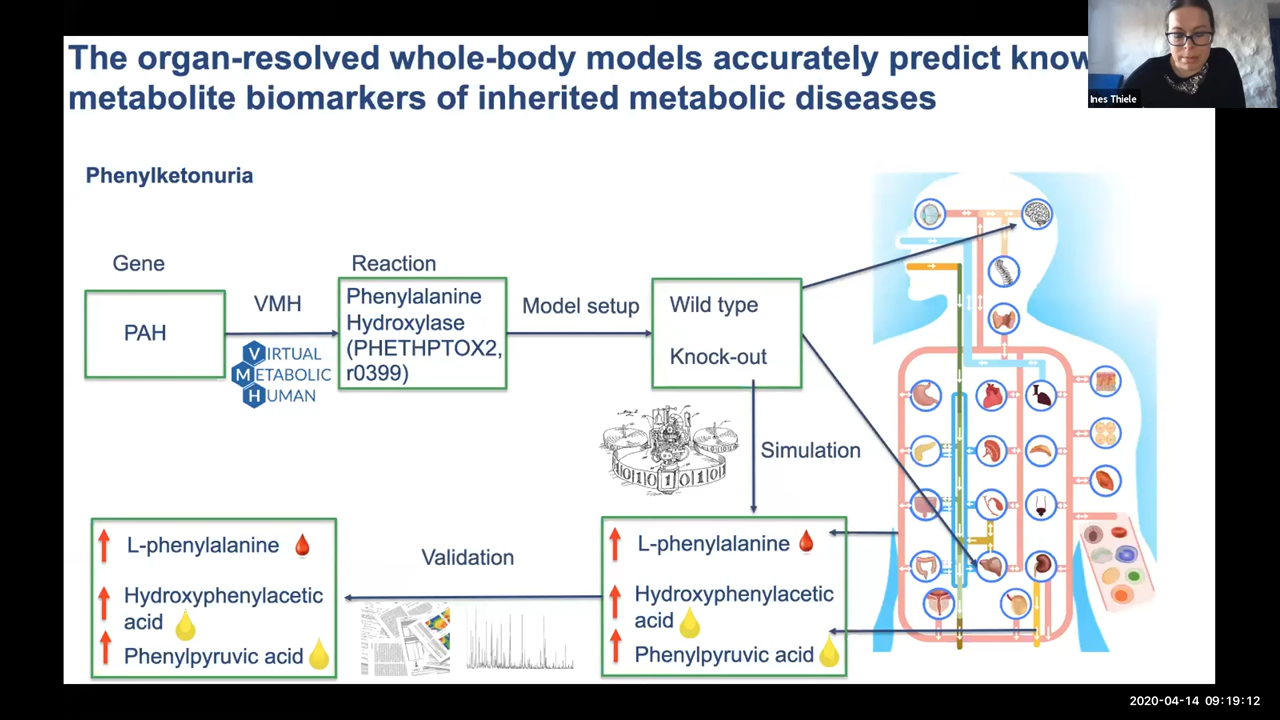 The organ-resolved whole-body models accurately predict know
metabolite biomarkers of inherited metabolic diseases
Ines Thiele
Phenylketonuria
Gene
Reaction
PAH
VMH
VIRTUAL
METABOLIC
HUMAN
Phenylalanine
Hydroxylase
(PHETHPTOX2,
r0399)
Model setup
Wild type
Knock-out
Simulation
L-phenylalanine
Hydroxyphenylacetic
acid
Phenylpyruvic acid
Validation
L-phenylalanine
Hydroxyphenylacetic
acid
Phenylpyruvic acid
2020-04-14 09:19:12